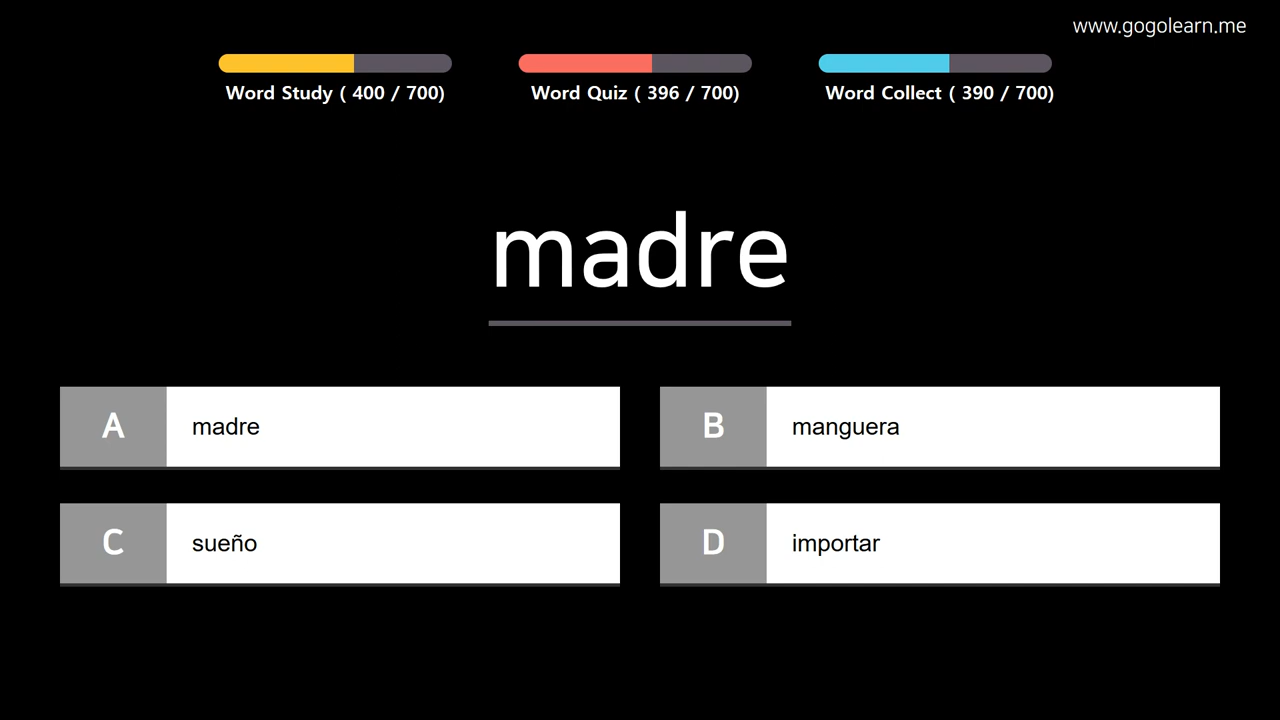 www.gogolearn.me
Word Study ( 400 / 700)
Word Quiz ( 396 / 700)
Word Collect ( 390 / 700)
madre
A madre
B manguera
C sueño
D importar